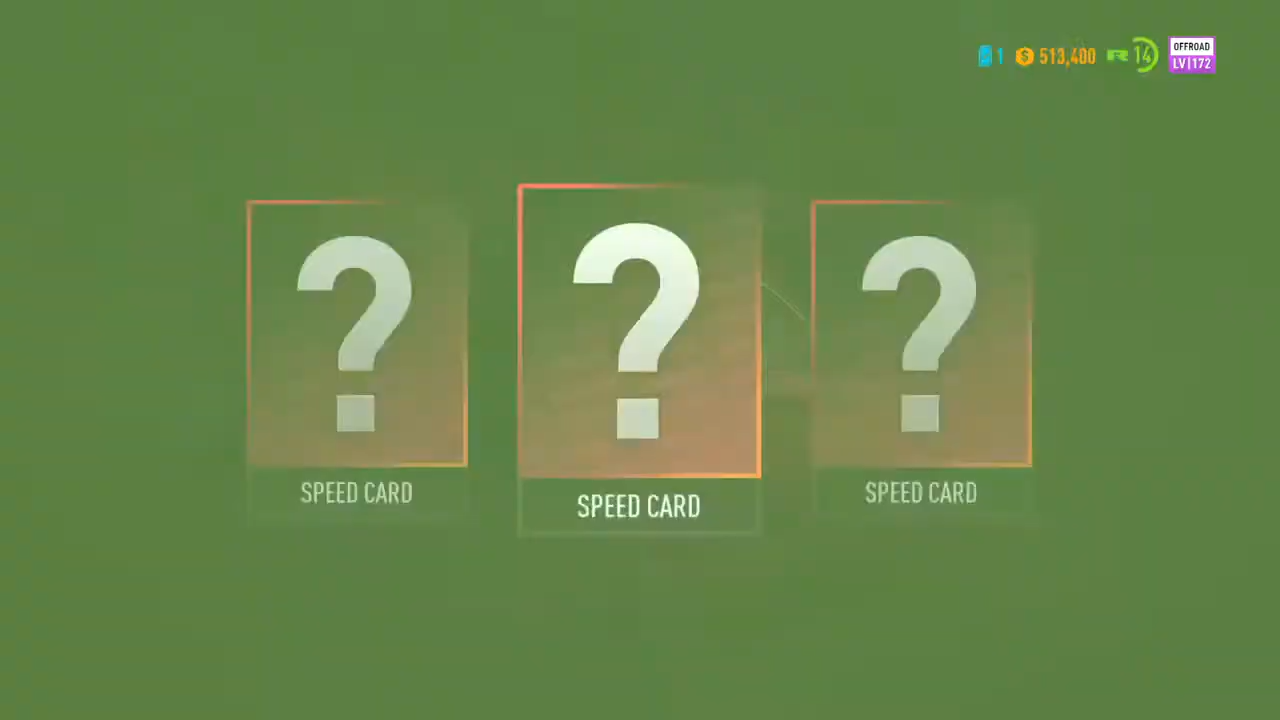 1 513,400 R 14 OFFROAD
LV|172
? ? ?
SPEED CARD SPEED CARD SPEED CARD